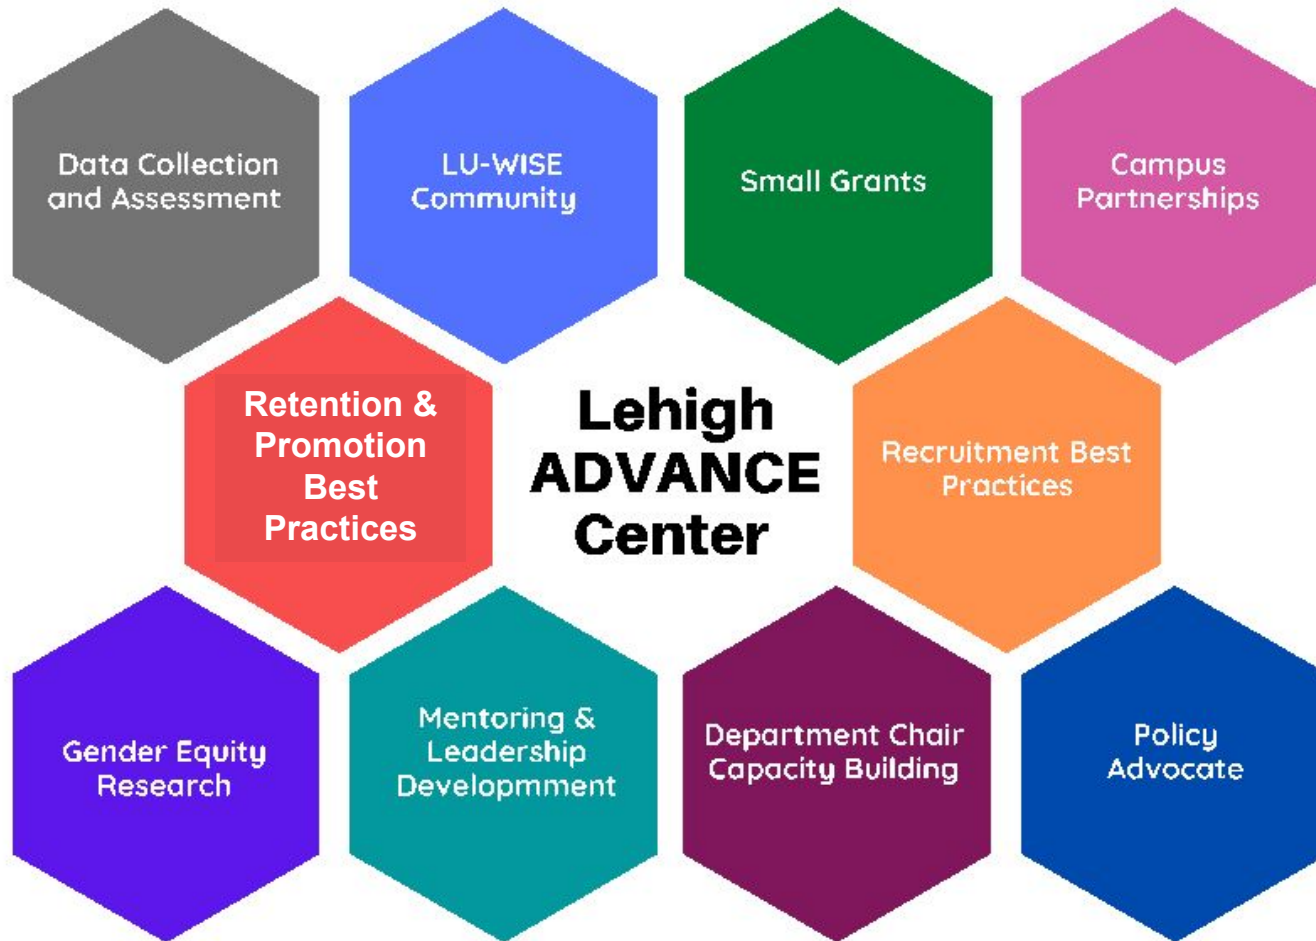 Data Collection
and Assessment
LU-WISE
Community
Small Grants
Campus
Partnerships
Retention &
Promotion
Best
Practices
Lehigh
ADVANCE
Center
Recruitment Best
Practices
Gender Equity
Research
Mentoring &
Leadership
Developmment
Department Chair
Capacity Building
Policy
Advocate